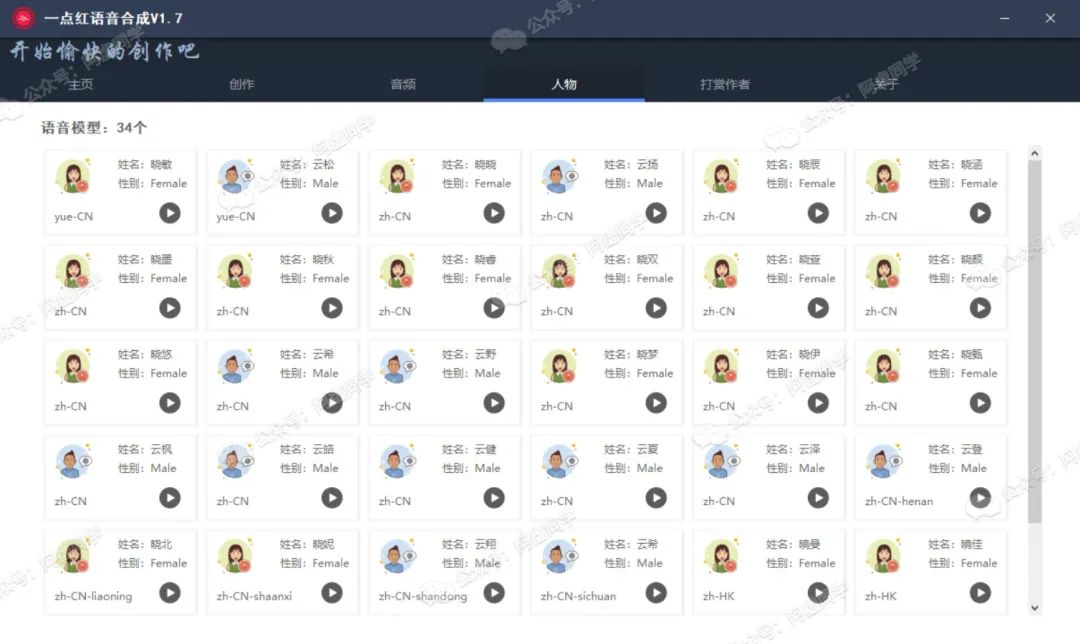 一点红语音合成V1.7
开始愉快的创作吧
主页 创作 音频 人物 打赏作者 关于
语音模型：34个
姓名：晓敏 姓名：云松 姓名：晓晓 姓名：云扬 姓名：晓辰 姓名：晓涵
性别：Female 性别：Male 性别：Female 性别：Male 性别：Female 性别：Female
yue-CN yue-CN zh-CN zh-CN zh-CN zh-CN
姓名：晓墨 姓名：晓秋 姓名：晓睿 姓名：晓双 姓名：晓萱 姓名：晓颜
性别：Female 性别：Female 性别：Female 性别：Female 性别：Female 性别：Female
zh-CN zh-CN zh-CN zh-CN zh-CN zh-CN
姓名：晓悠 姓名：云希 姓名：云野 姓名：晓梦 姓名：晓伊 姓名：晓甄
性别：Female 性别：Male 性别：Male 性别：Female 性别：Female 性别：Female
zh-CN zh-CN zh-CN zh-CN zh-CN zh-CN
姓名：云枫 姓名：云皓 姓名：云健 姓名：云夏 姓名：云泽 姓名：云登
性别：Male 性别：Male 性别：Male 性别：Male 性别：Male 性别：Male
zh-CN zh-CN zh-CN zh-CN zh-CN zh-CN-henan
姓名：晓北 姓名：晓妮 姓名：云翔 姓名：云希 姓名：曉曼 姓名：曉佳
性别：Female 性别：Female 性别：Male 性别：Male 性别：Female 性别：Female
zh-CN-liaoning zh-CN-shaanxi zh-CN-shandong zh-CN-sichuan zh-HK zh-HK
公众号：阿虚同学